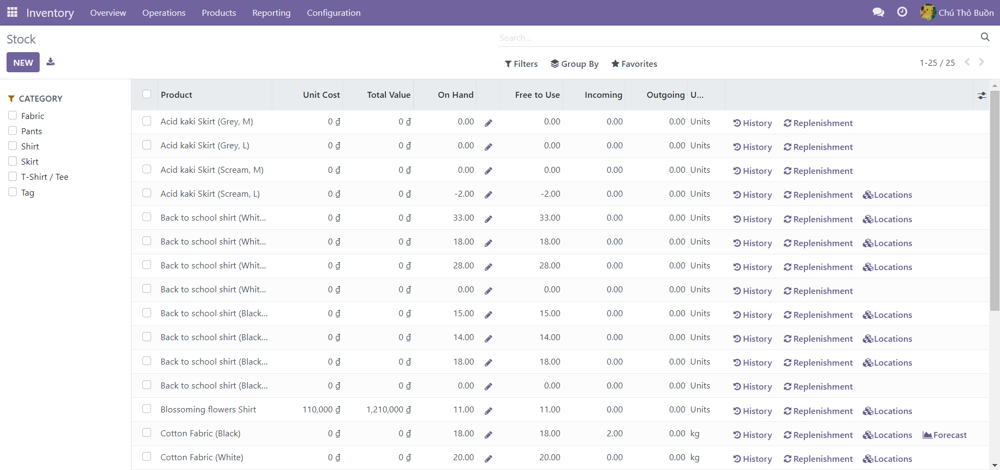 Inventory Overview Operations Products Reporting Configuration Chú Thỏ Buồn
Stock
Search...
NEW
Filters Group By Favorites 1-25 / 25
CATEGORY
Fabric
Pants
Shirt
Skirt
T-Shirt / Tee
Tag
Product Unit Cost Total Value On Hand Free to Use Incoming Outgoing U...
Acid kaki Skirt (Grey, M) 0 ₫ 0 ₫ 0.00 0.00 0.00 0.00 Units History Replenishment
Acid kaki Skirt (Grey, L) 0 ₫ 0 ₫ 0.00 0.00 0.00 0.00 Units History Replenishment
Acid kaki Skirt (Scream, M) 0 ₫ 0 ₫ 0.00 0.00 0.00 0.00 Units History Replenishment
Acid kaki Skirt (Scream, L) 0 ₫ 0 ₫ -2.00 -2.00 0.00 0.00 Units History Replenishment Locations
Back to school shirt (Whit... 0 ₫ 0 ₫ 33.00 33.00 0.00 0.00 Units History Replenishment Locations
Back to school shirt (Whit... 0 ₫ 0 ₫ 18.00 18.00 0.00 0.00 Units History Replenishment Locations
Back to school shirt (Whit... 0 ₫ 0 ₫ 28.00 28.00 0.00 0.00 Units History Replenishment Locations
Back to school shirt (Whit... 0 ₫ 0 ₫ 0.00 0.00 0.00 0.00 Units History Replenishment
Back to school shirt (Black... 0 ₫ 0 ₫ 15.00 15.00 0.00 0.00 Units History Replenishment Locations
Back to school shirt (Black... 0 ₫ 0 ₫ 14.00 14.00 0.00 0.00 Units History Replenishment Locations
Back to school shirt (Black... 0 ₫ 0 ₫ 18.00 18.00 0.00 0.00 Units History Replenishment Locations
Back to school shirt (Black... 0 ₫ 0 ₫ 0.00 0.00 0.00 0.00 Units History Replenishment
Blossoming flowers Shirt 110,000 ₫ 1,210,000 ₫ 11.00 11.00 0.00 0.00 Units History Replenishment Locations
Cotton Fabric (Black) 0 ₫ 0 ₫ 18.00 18.00 2.00 0.00 kg History Replenishment Locations Forecast
Cotton Fabric (White) 0 ₫ 0 ₫ 20.00 20.00 0.00 0.00 kg History Replenishment Locations